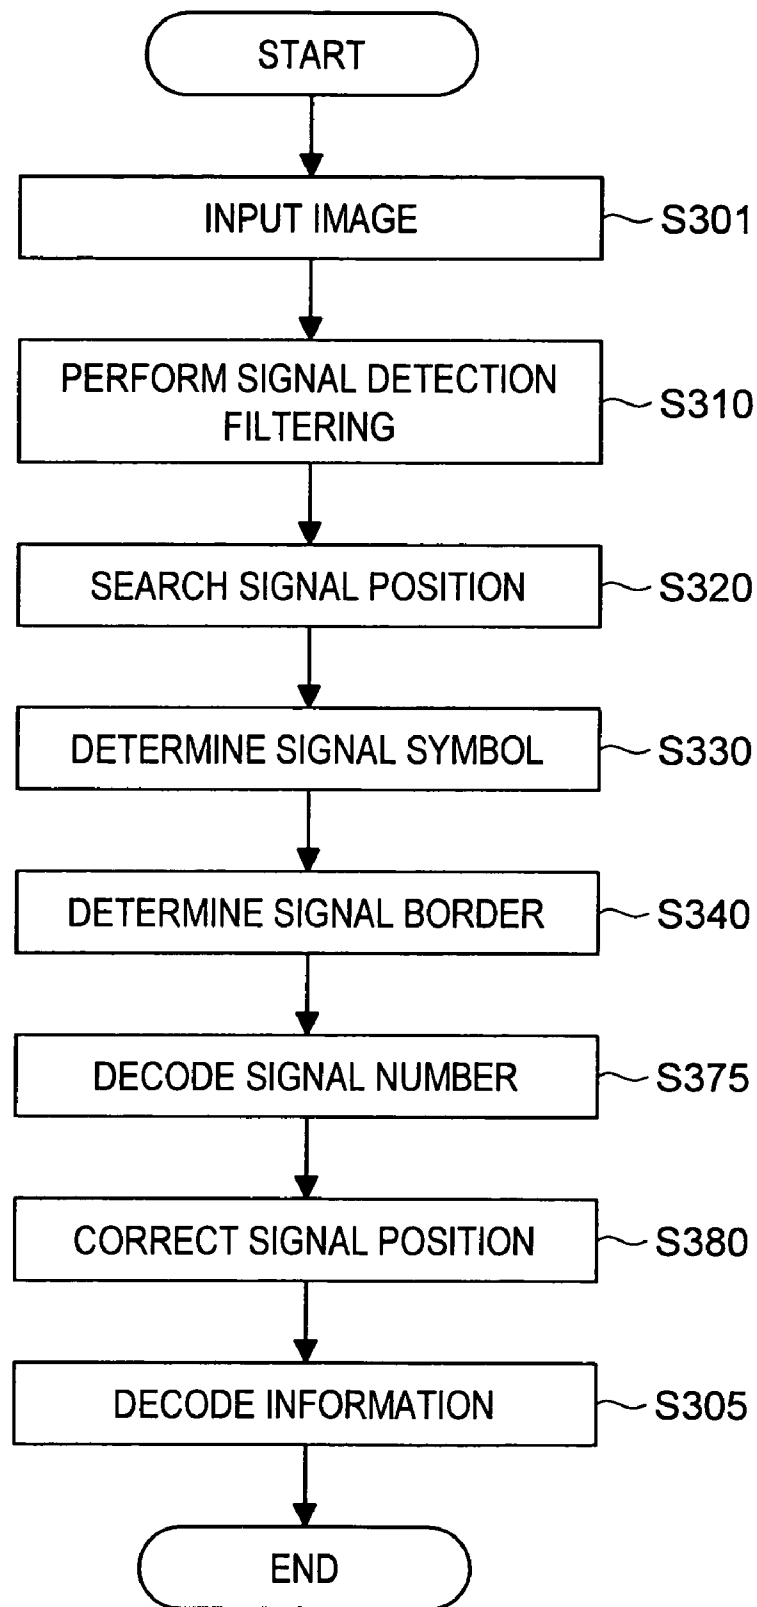 START
INPUT IMAGE
S301
PERFORM SIGNAL DETECTION
FILTERING
S310
SEARCH SIGNAL POSITION
S320
DETERMINE SIGNAL SYMBOL
S330
DETERMINE SIGNAL BORDER
S340
DECODE SIGNAL NUMBER
S375
CORRECT SIGNAL POSITION
S380
DECODE INFORMATION
S305
END